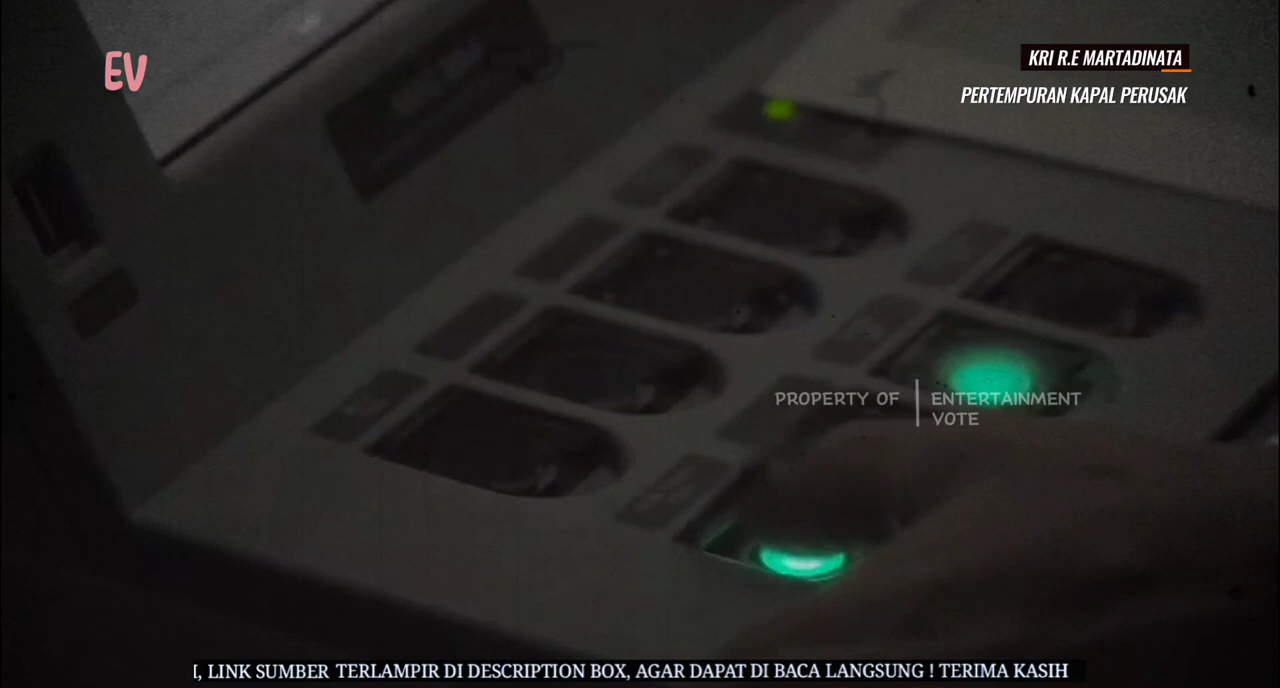 EV
KRI R.E MARTADINATA
PERTEMPURAN KAPAL PERUSAK
PROPERTY OF
ENTERTAINMENT
VOTE
, LINK SUMBER TERLAMPIR DI DESCRIPTION BOX, AGAR DAPAT DI BACA LANGSUNG ! TERIMA KASIH